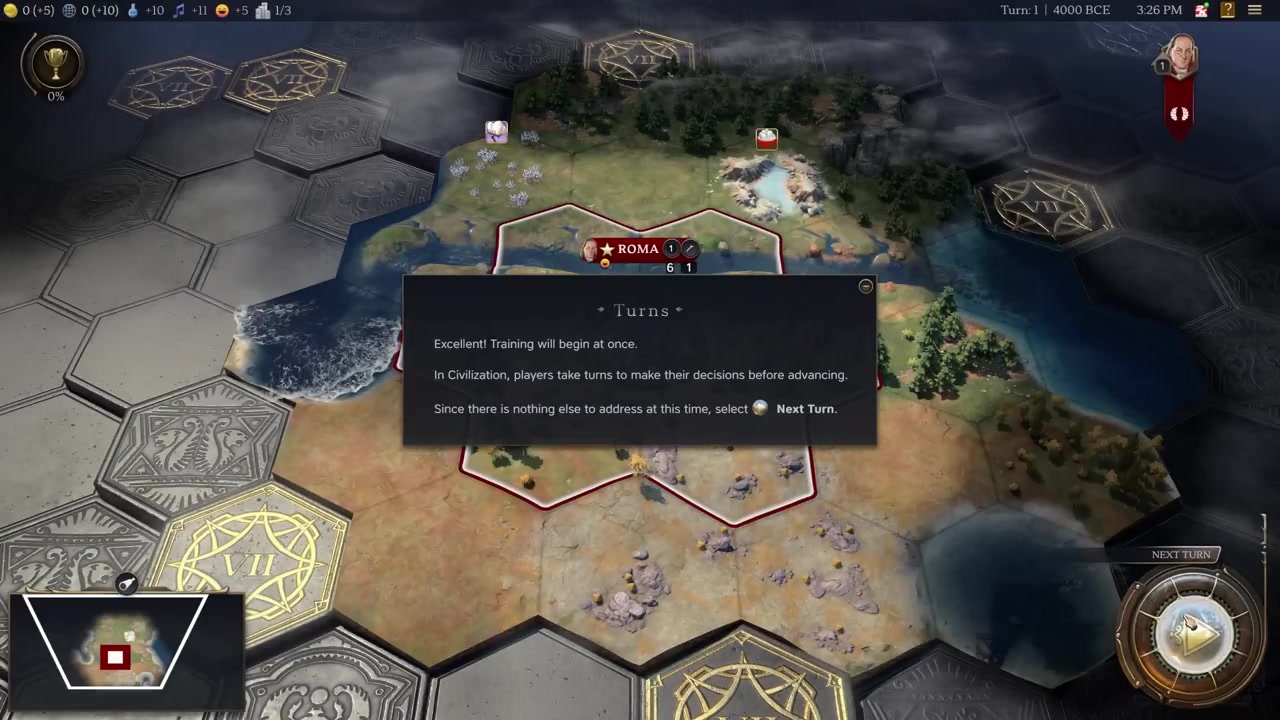 0 (+5) 0 (+10) +10 +11 +5 1/3
Turn: 1 | 4000 BCE 3:26 PM ?
0%
1
VII
VII
VII
VII
ROMA 1
6 1
Turns
Excellent! Training will begin at once.
In Civilization, players take turns to make their decisions before advancing.
Since there is nothing else to address at this time, select Next Turn.
VII
NEXT TURN